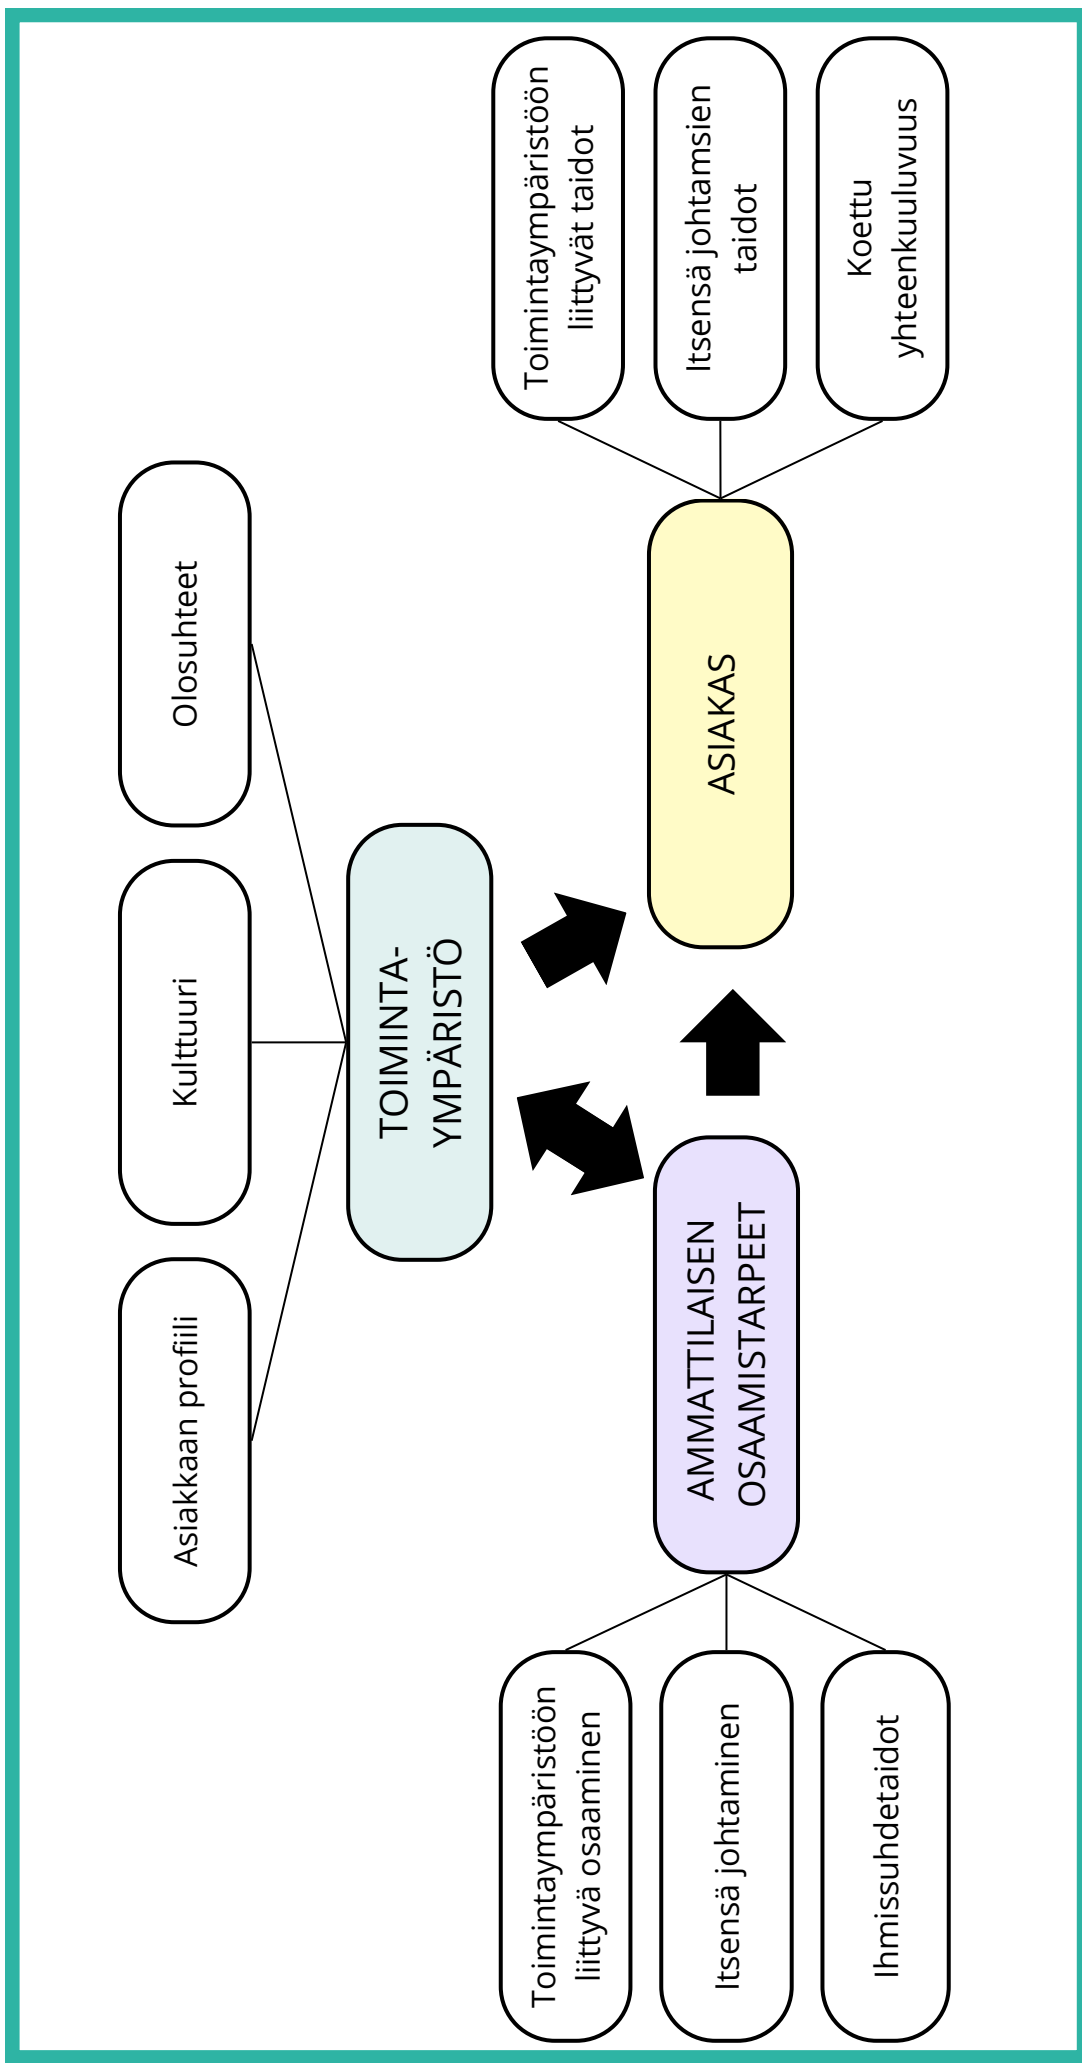 Asiakkaan profiili
Kulttuuri
Olosuhteet
TOIMINTA-
YMPÄRISTÖ
Toimintaympäristöön
liittyvä osaaminen
Itsensä johtaminen
Ihmissuhdetaidot
AMMATTILAISEN
OSAAMISTARPEET
ASIAKAS
Toimintaympäristöön
liittyvät taidot
Itsensä johtamsien
taidot
Koettu
yhteenkuuluvuus